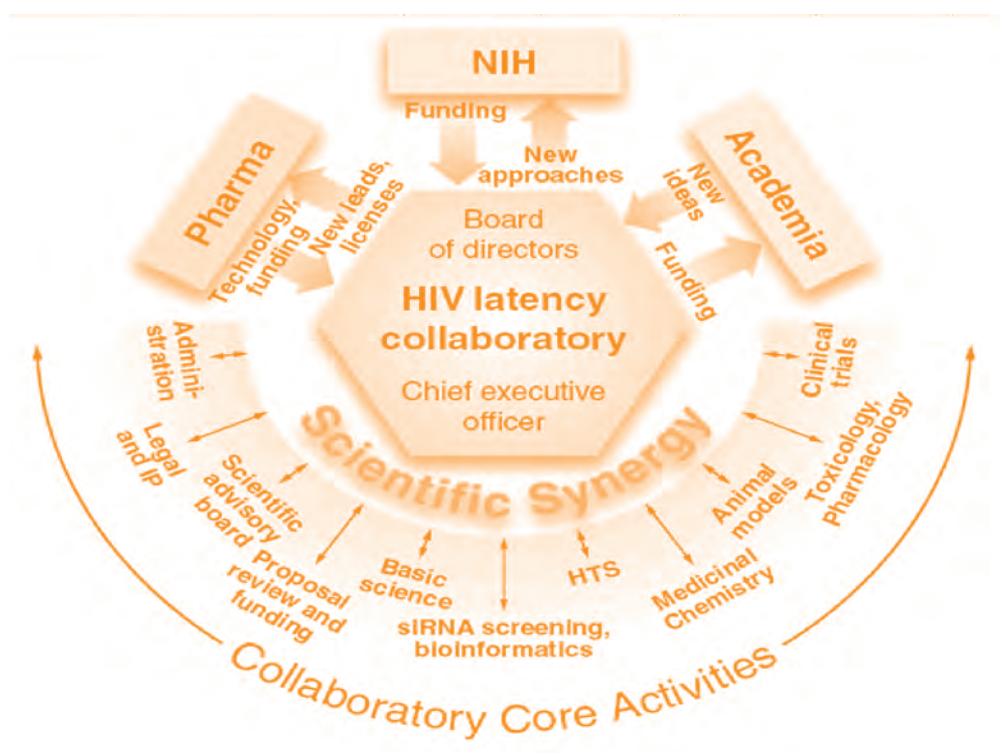 NIH
Funding
New
approaches
Pharma
Technology,
funding
New leads,
licenses
Academia
New
ideas
Funding
Board
of directors
HIV latency
collaboratory
Chief executive
officer
Scientific Synergy
Admini-
stration
Legal
and IP
Scientific
advisory
board
Proposal
review and
funding
Basic
science
siRNA screening,
bioinformatics
HTS
Medicinal
Chemistry
Animal
models
Toxicology,
Pharmacology
Clinical
trials
Collaboratory Core Activities